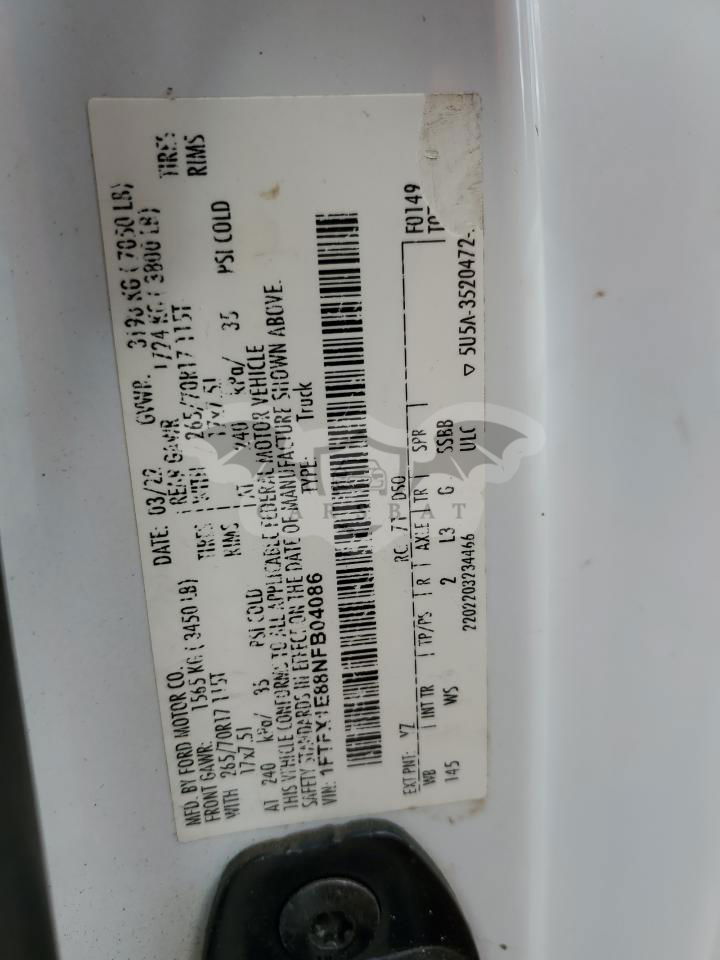 MFD. BY FORD MOTOR CO.
DATE: 03/22 GVWR: 3198 KG ( 7050 LB)
FRONT GAWR: 1565 KG ( 3450 LB) REAR GAWR 1724 KG ( 3800 LB)
WITH 265/70R17 115T TIRES WITH 265/70R17 115T TIRES
17x7.5J RIMS 17x7.5J RIMS
AT 240 kPa/ 35 PSI COLD AT 240 kPa/ 35 PSI COLD
THIS VEHICLE CONFORMS TO ALL APPLICABLE FEDERAL MOTOR VEHICLE
SAFETY STANDARDS IN EFFECT ON THE DATE OF MANUFACTURE SHOWN ABOVE.
VIN: 1FTFX1E88NFB04086 TYPE: Truck
EXT PNT: YZ RC: 71 DSO F0149
WB INT TR TP/PS R AXLE TR SPR
145 WS 2 L3 G SSBB
2202203234466 ULC ▽ 5U5A-3520472-
CARSBAT